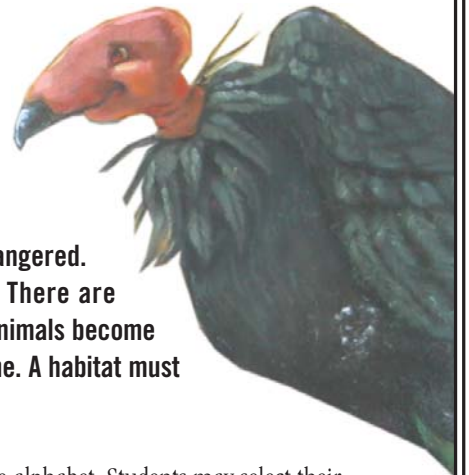 angered.
There are
nimals become
ne. A habitat must
alphabet. Students may select their